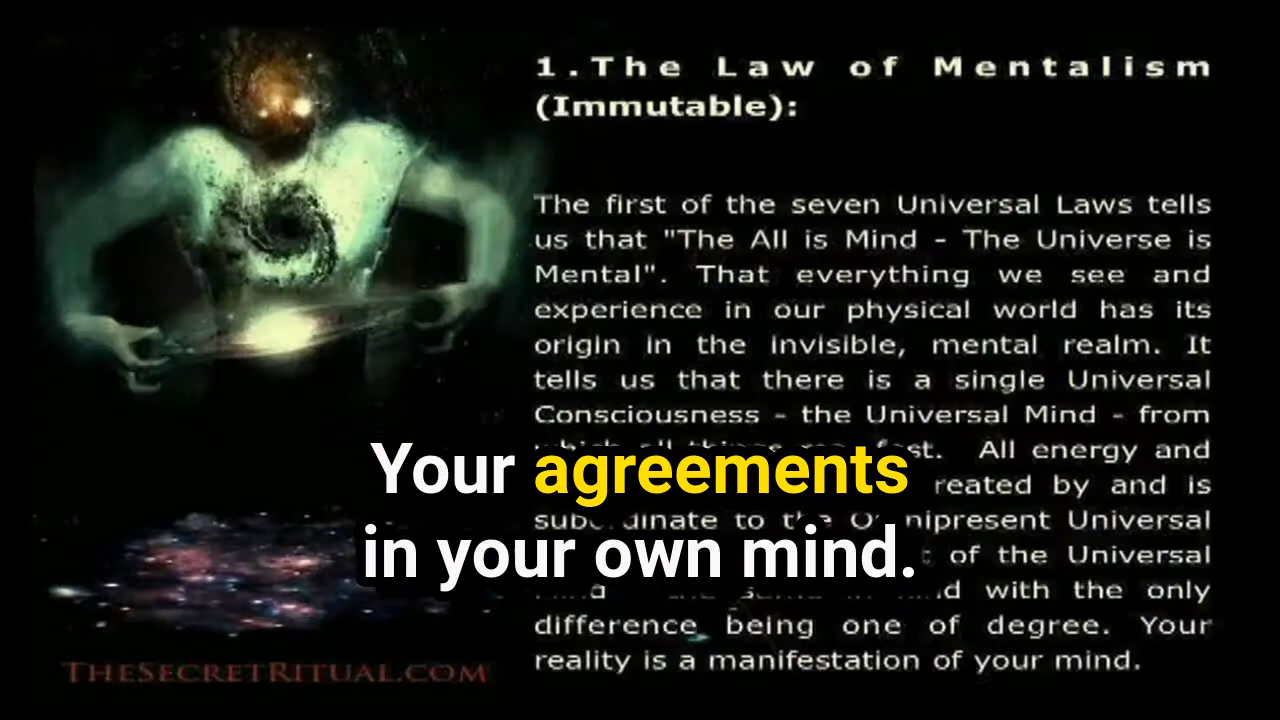 1.The Law of Mentalism
(Immutable):
The first of the seven Universal Laws tells
us that "The All is Mind - The Universe is
Mental". That everything we see and
experience in our physical world has its
origin in the invisible, mental realm. It
tells us that there is a single Universal
Consciousness - the Universal Mind - from
All energy and
by and is
to Universal
of the Universal
with the only
difference being one of degree. Your
reality is a manifestation of your mind.
Your agreements
in your own mind.
THESECRETRITUAL.COM